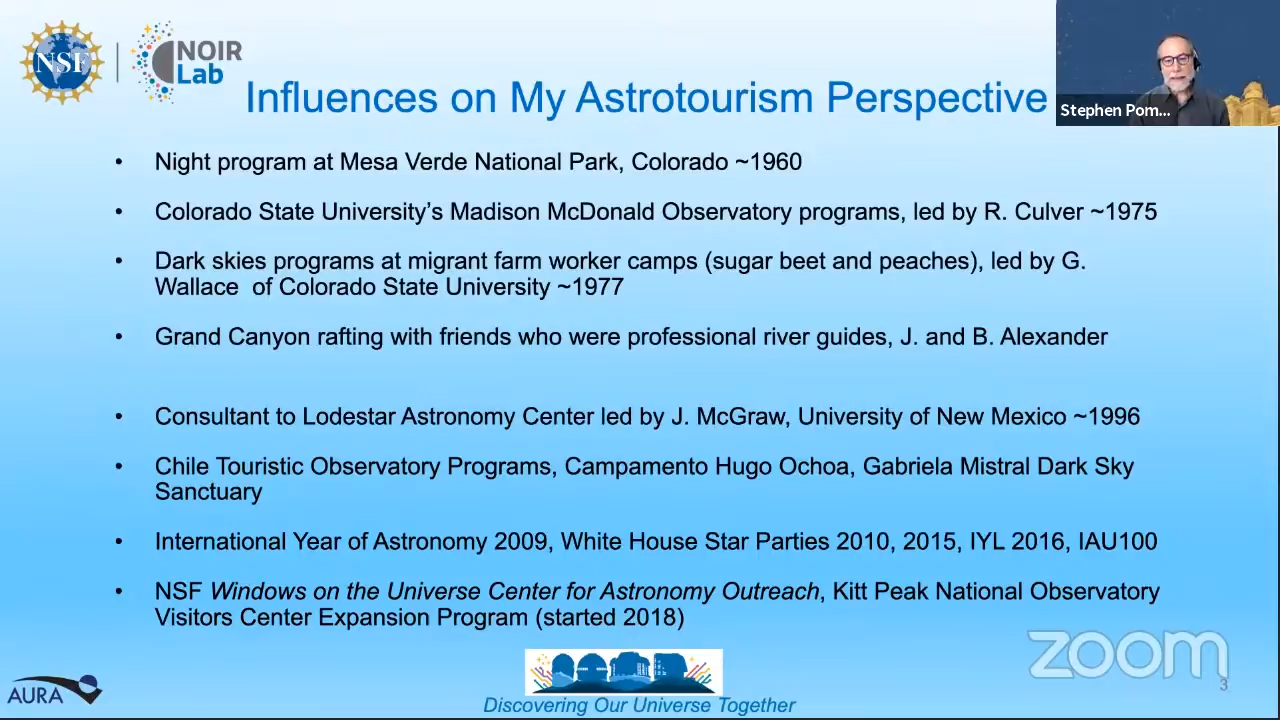 NSF
NOIR
Lab
Influences on My Astrotourism Perspective
Stephen Pom...
• Night program at Mesa Verde National Park, Colorado ~1960
• Colorado State University’s Madison McDonald Observatory programs, led by R. Culver ~1975
• Dark skies programs at migrant farm worker camps (sugar beet and peaches), led by G.
Wallace of Colorado State University ~1977
• Grand Canyon rafting with friends who were professional river guides, J. and B. Alexander
• Consultant to Lodestar Astronomy Center led by J. McGraw, University of New Mexico ~1996
• Chile Touristic Observatory Programs, Campamento Hugo Ochoa, Gabriela Mistral Dark Sky
Sanctuary
• International Year of Astronomy 2009, White House Star Parties 2010, 2015, IYL 2016, IAU100
• NSF Windows on the Universe Center for Astronomy Outreach, Kitt Peak National Observatory
Visitors Center Expansion Program (started 2018)
zoom
3
AURA
Discovering Our Universe Together